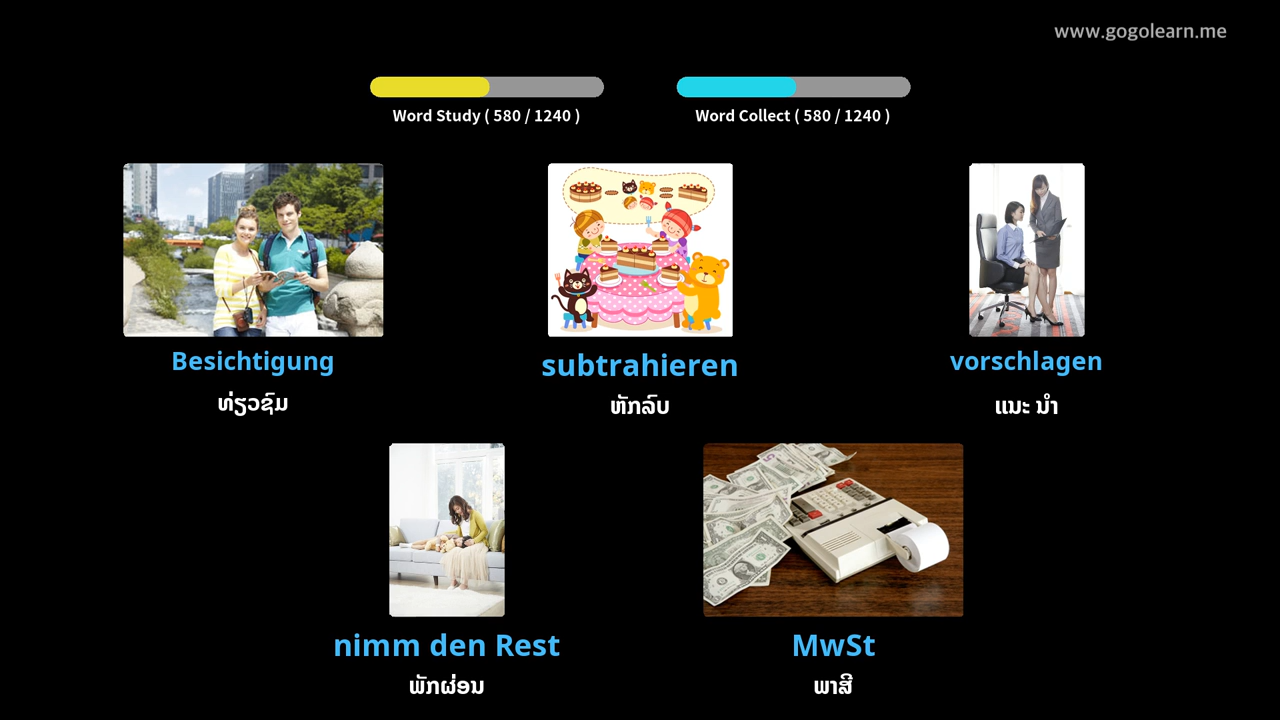 www.gogolearn.me
Word Study ( 580 / 1240 )
Word Collect ( 580 / 1240 )
Besichtigung
ທ່ຽວຊົມ
subtrahieren
ຫັກລົບ
vorschlagen
ແນະ ນຳ
nimm den Rest
ພັກຜ່ອນ
MwSt
ພາສີ